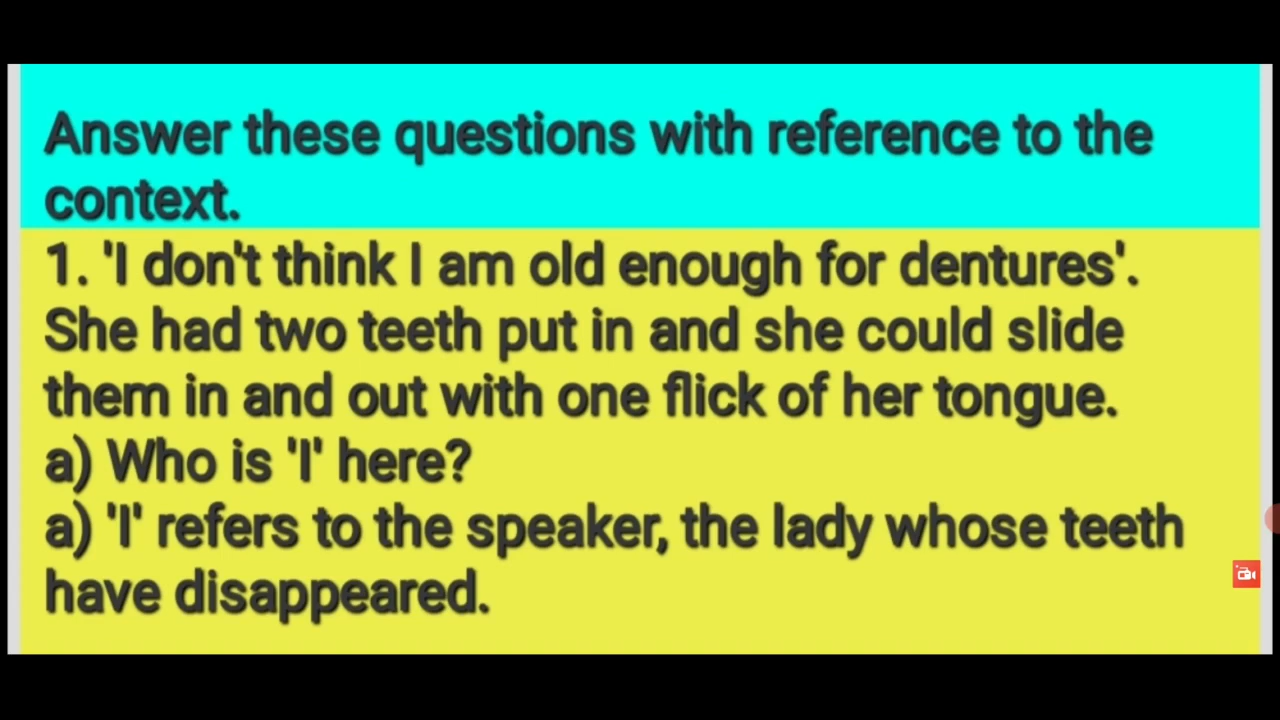 Answer these questions with reference to the
context.
1. 'I don't think I am old enough for dentures'.
She had two teeth put in and she could slide
them in and out with one flick of her tongue.
a) Who is 'I' here?
a) 'I' refers to the speaker, the lady whose teeth
have disappeared.